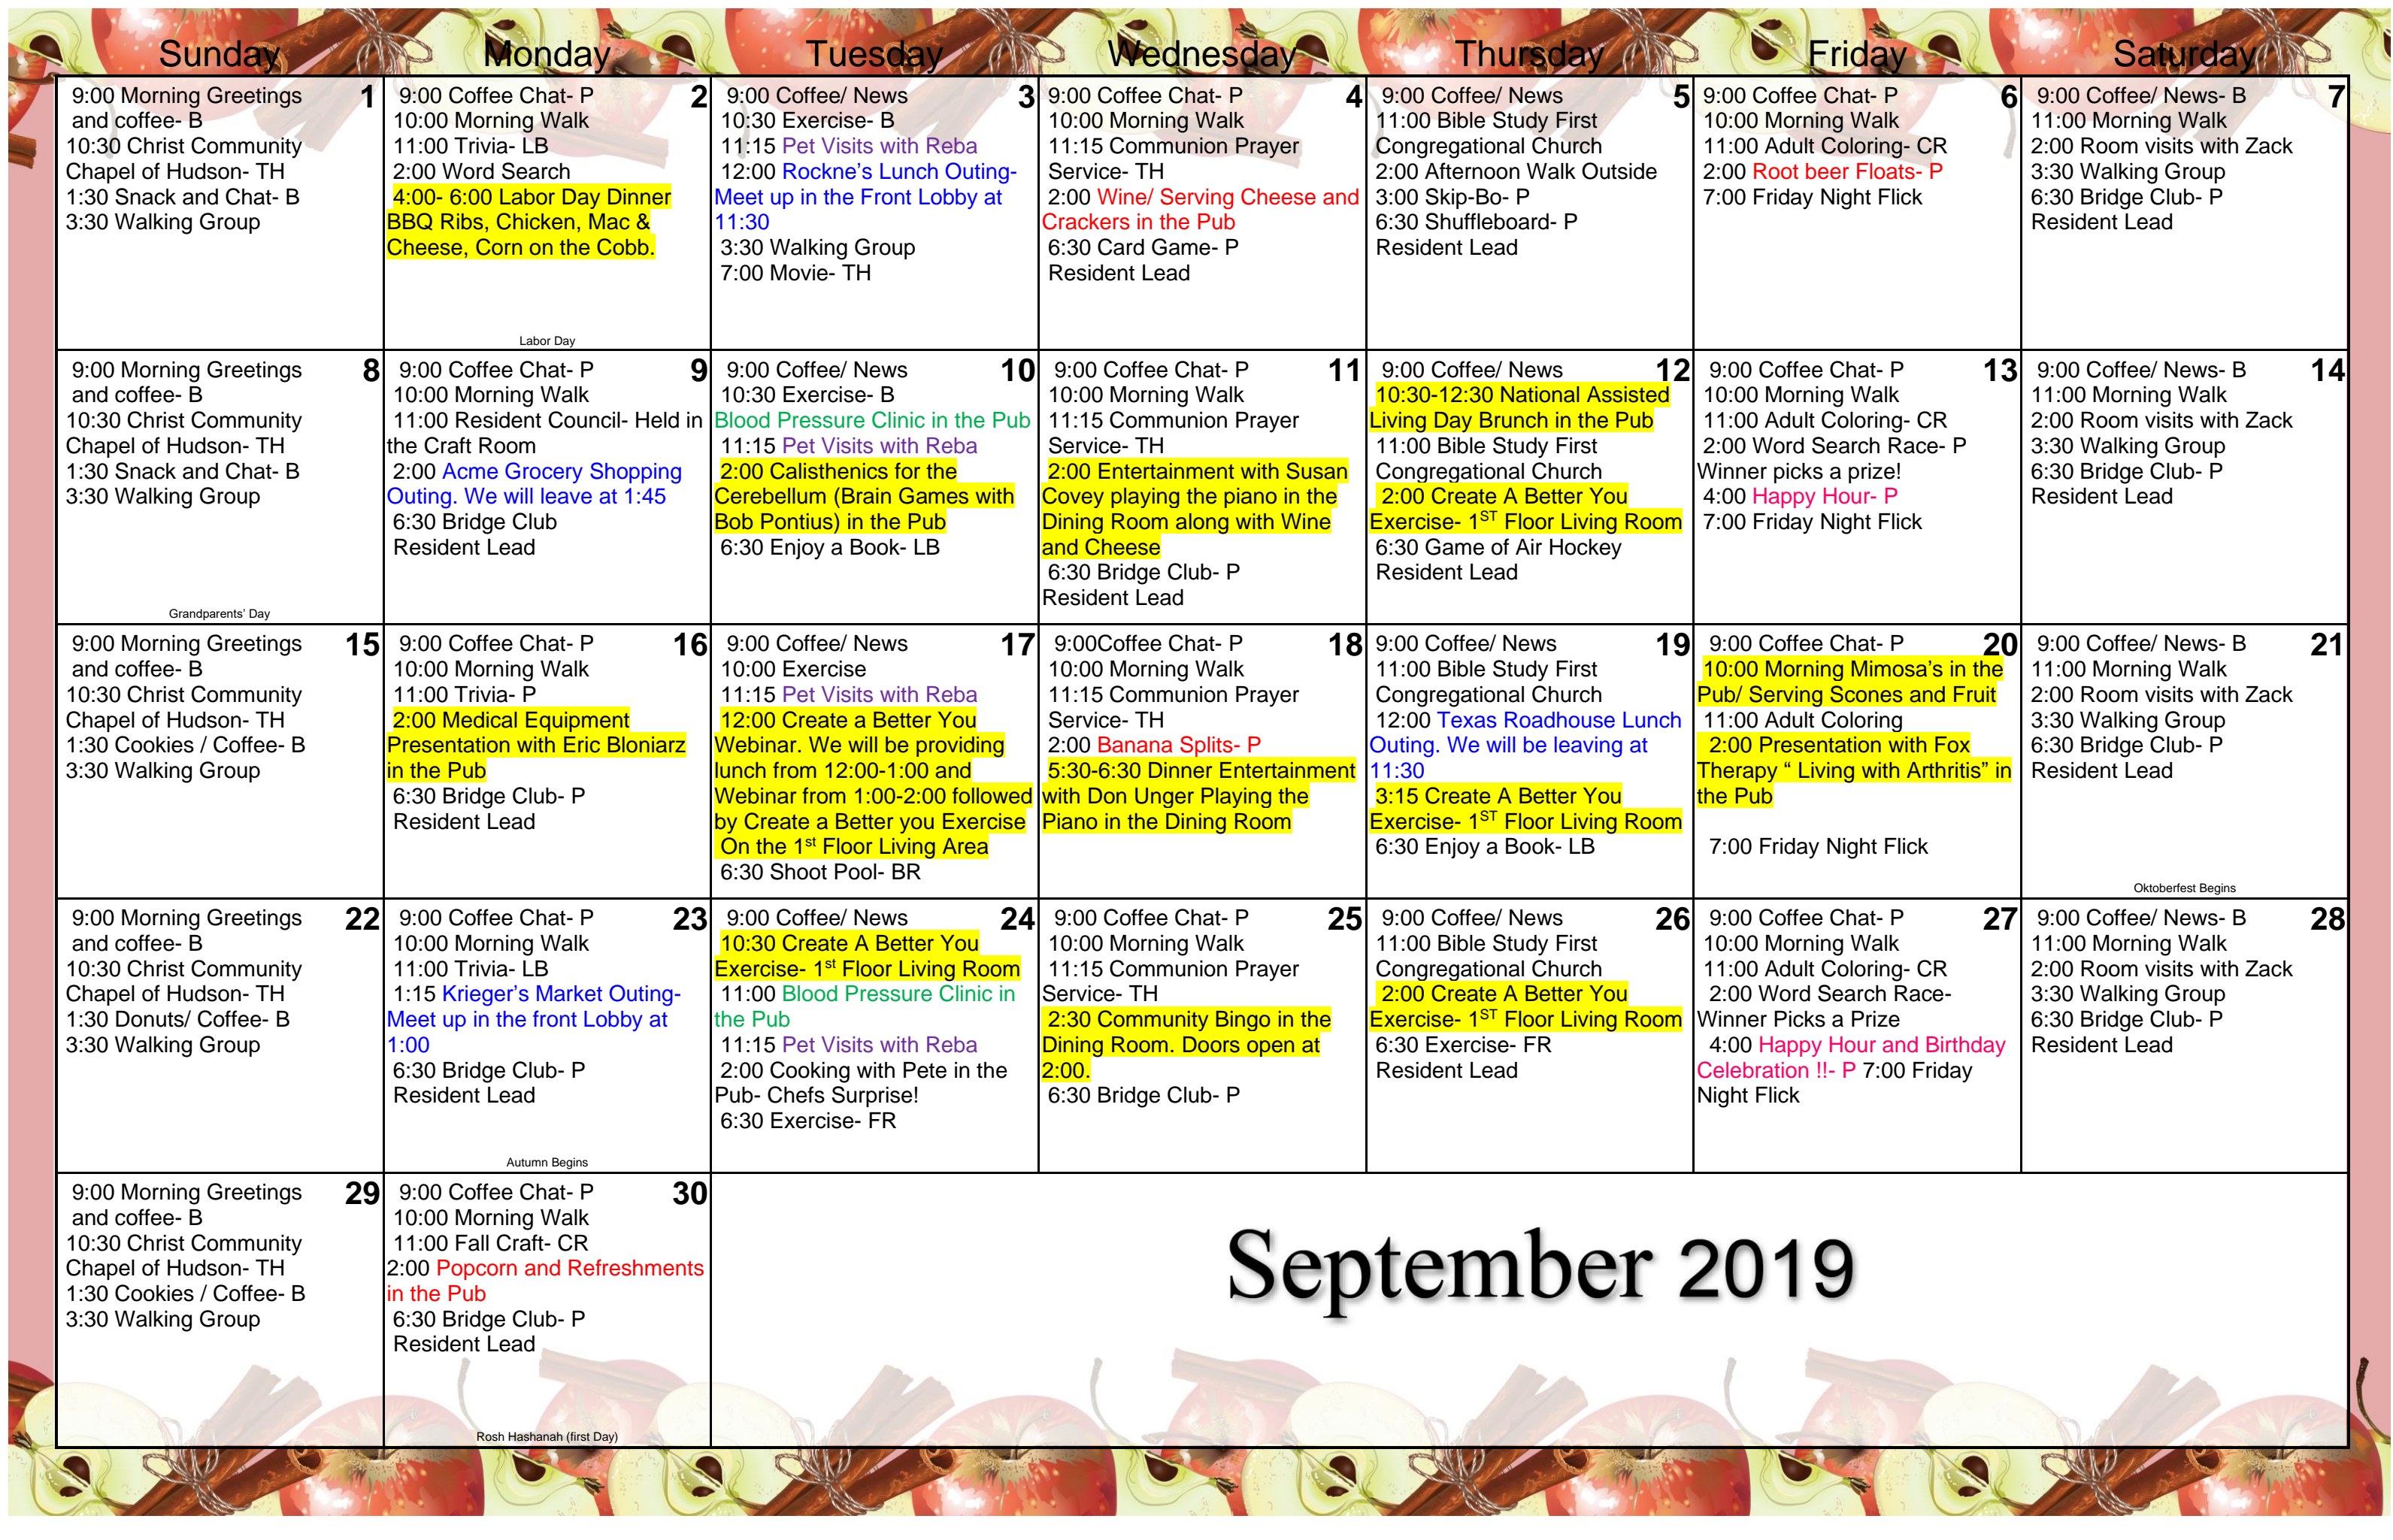 Sunday Monday Tuesday Wednesday Thursday Friday Saturday
1
9:00 Morning Greetings
and coffee- B
10:30 Christ Community
Chapel of Hudson- TH
1:30 Snack and Chat- B
3:30 Walking Group
2
9:00 Coffee Chat- P
10:00 Morning Walk
11:00 Trivia- LB
2:00 Word Search
4:00- 6:00 Labor Day Dinner
BBQ Ribs, Chicken, Mac &
Cheese, Corn on the Cobb.
Labor Day
3
9:00 Coffee/ News
10:30 Exercise- B
11:15 Pet Visits with Reba
12:00 Rockne's Lunch Outing-
Meet up in the Front Lobby at
11:30
3:30 Walking Group
7:00 Movie- TH
4
9:00 Coffee Chat- P
10:00 Morning Walk
11:15 Communion Prayer
Service- TH
2:00 Wine/ Serving Cheese and
Crackers in the Pub
6:30 Card Game- P
Resident Lead
5
9:00 Coffee/ News
11:00 Bible Study First
Congregational Church
2:00 Afternoon Walk Outside
3:00 Skip-Bo- P
6:30 Shuffleboard- P
Resident Lead
6
9:00 Coffee Chat- P
10:00 Morning Walk
11:00 Adult Coloring- CR
2:00 Root beer Floats- P
7:00 Friday Night Flick
7
9:00 Coffee/ News- B
11:00 Morning Walk
2:00 Room visits with Zack
3:30 Walking Group
6:30 Bridge Club- P
Resident Lead
8
9:00 Morning Greetings
and coffee- B
10:30 Christ Community
Chapel of Hudson- TH
1:30 Snack and Chat- B
3:30 Walking Group
Grandparents' Day
9
9:00 Coffee Chat- P
10:00 Morning Walk
11:00 Resident Council- Held in
the Craft Room
2:00 Acme Grocery Shopping
Outing. We will leave at 1:45
6:30 Bridge Club
Resident Lead
10
9:00 Coffee/ News
10:30 Exercise- B
Blood Pressure Clinic in the Pub
11:15 Pet Visits with Reba
2:00 Calisthenics for the
Cerebellum (Brain Games with
Bob Pontius) in the Pub
6:30 Enjoy a Book- LB
11
9:00 Coffee Chat- P
10:00 Morning Walk
11:15 Communion Prayer
Service- TH
2:00 Entertainment with Susan
Covey playing the piano in the
Dining Room along with Wine
and Cheese
6:30 Bridge Club- P
Resident Lead
12
9:00 Coffee/ News
10:30-12:30 National Assisted
Living Day Brunch in the Pub
11:00 Bible Study First
Congregational Church
2:00 Create A Better You
Exercise- 1ST Floor Living Room
6:30 Game of Air Hockey
Resident Lead
13
9:00 Coffee Chat- P
10:00 Morning Walk
11:00 Adult Coloring- CR
2:00 Word Search Race- P
Winner picks a prize!
4:00 Happy Hour- P
7:00 Friday Night Flick
14
9:00 Coffee/ News- B
11:00 Morning Walk
2:00 Room visits with Zack
3:30 Walking Group
6:30 Bridge Club- P
Resident Lead
15
9:00 Morning Greetings
and coffee- B
10:30 Christ Community
Chapel of Hudson- TH
1:30 Cookies / Coffee- B
3:30 Walking Group
16
9:00 Coffee Chat- P
10:00 Morning Walk
11:00 Trivia- P
2:00 Medical Equipment
Presentation with Eric Bloniarz
in the Pub
6:30 Bridge Club- P
Resident Lead
17
9:00 Coffee/ News
10:00 Exercise
11:15 Pet Visits with Reba
12:00 Create a Better You
Webinar. We will be providing
lunch from 12:00-1:00 and
Webinar from 1:00-2:00 followed
by Create a Better you Exercise
On the 1st Floor Living Area
6:30 Shoot Pool- BR
18
9:00Coffee Chat- P
10:00 Morning Walk
11:15 Communion Prayer
Service- TH
2:00 Banana Splits- P
5:30-6:30 Dinner Entertainment
with Don Unger Playing the
Piano in the Dining Room
19
9:00 Coffee/ News
11:00 Bible Study First
Congregational Church
12:00 Texas Roadhouse Lunch
Outing. We will be leaving at
11:30
3:15 Create A Better You
Exercise- 1ST Floor Living Room
6:30 Enjoy a Book- LB
20
9:00 Coffee Chat- P
10:00 Morning Mimosa's in the
Pub/ Serving Scones and Fruit
11:00 Adult Coloring
2:00 Presentation with Fox
Therapy “ Living with Arthritis” in
the Pub
7:00 Friday Night Flick
21
9:00 Coffee/ News- B
11:00 Morning Walk
2:00 Room visits with Zack
3:30 Walking Group
6:30 Bridge Club- P
Resident Lead
Oktoberfest Begins
22
9:00 Morning Greetings
and coffee- B
10:30 Christ Community
Chapel of Hudson- TH
1:30 Donuts/ Coffee- B
3:30 Walking Group
23
9:00 Coffee Chat- P
10:00 Morning Walk
11:00 Trivia- LB
1:15 Krieger's Market Outing-
Meet up in the front Lobby at
1:00
6:30 Bridge Club- P
Resident Lead
Autumn Begins
24
9:00 Coffee/ News
10:30 Create A Better You
Exercise- 1st Floor Living Room
11:00 Blood Pressure Clinic in
the Pub
11:15 Pet Visits with Reba
2:00 Cooking with Pete in the
Pub- Chefs Surprise!
6:30 Exercise- FR
25
9:00 Coffee Chat- P
10:00 Morning Walk
11:15 Communion Prayer
Service- TH
2:30 Community Bingo in the
Dining Room. Doors open at
2:00.
6:30 Bridge Club- P
26
9:00 Coffee/ News
11:00 Bible Study First
Congregational Church
2:00 Create A Better You
Exercise- 1ST Floor Living Room
6:30 Exercise- FR
Resident Lead
27
9:00 Coffee Chat- P
10:00 Morning Walk
11:00 Adult Coloring- CR
2:00 Word Search Race-
Winner Picks a Prize
4:00 Happy Hour and Birthday
Celebration !!- P 7:00 Friday
Night Flick
28
9:00 Coffee/ News- B
11:00 Morning Walk
2:00 Room visits with Zack
3:30 Walking Group
6:30 Bridge Club- P
Resident Lead
29
9:00 Morning Greetings
and coffee- B
10:30 Christ Community
Chapel of Hudson- TH
1:30 Cookies / Coffee- B
3:30 Walking Group
30
9:00 Coffee Chat- P
10:00 Morning Walk
11:00 Fall Craft- CR
2:00 Popcorn and Refreshments
in the Pub
6:30 Bridge Club- P
Resident Lead
Rosh Hashanah (first Day)
September 2019